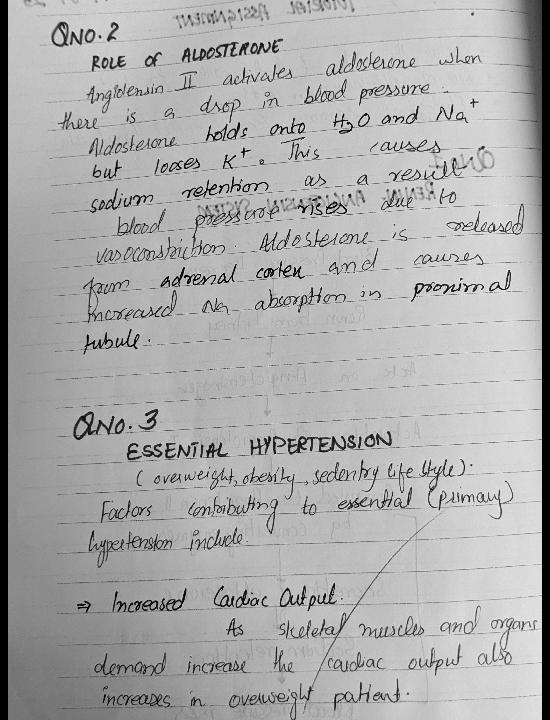 QNO.2
ROLE OF ALDOSTERONE
Angiotensin II activates aldosterone when
there is a drop in blood pressure.
Aldosterone holds onto H2O and Na+
but looses K+. This causes
sodium retention as a result
blood pressure rises due to
vasoconstriction. Aldosterone is released
from adrenal cortex and causes
increased Na absorption in proximal
tubule.
QNO.3
ESSENTIAL HYPERTENSION
(overweight, obesity, sedentry life style).
Factors contributing to essential (primary)
hypertension include.
⇒ Increased Cardiac Output.
As skeletal muscles and organs
demand increase the cardiac output also
increases in overweight patient.